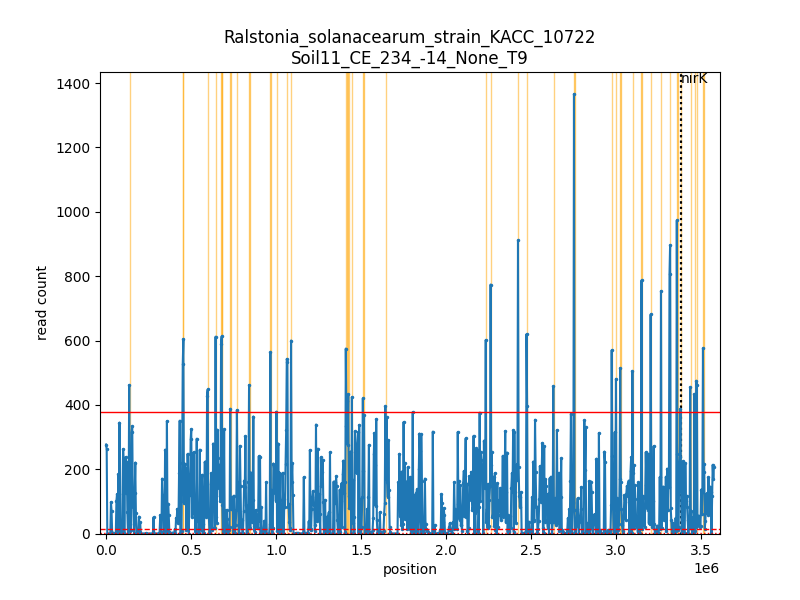 Ralstonia_solanacearum_strain_KACC_10722
Soil11_CE_234_-14_None_T9
nirK
1400
1200
1000
800
600
400
200
0
read count
0.0 0.5 1.0 1.5 2.0 2.5 3.0 3.5
1e6
position